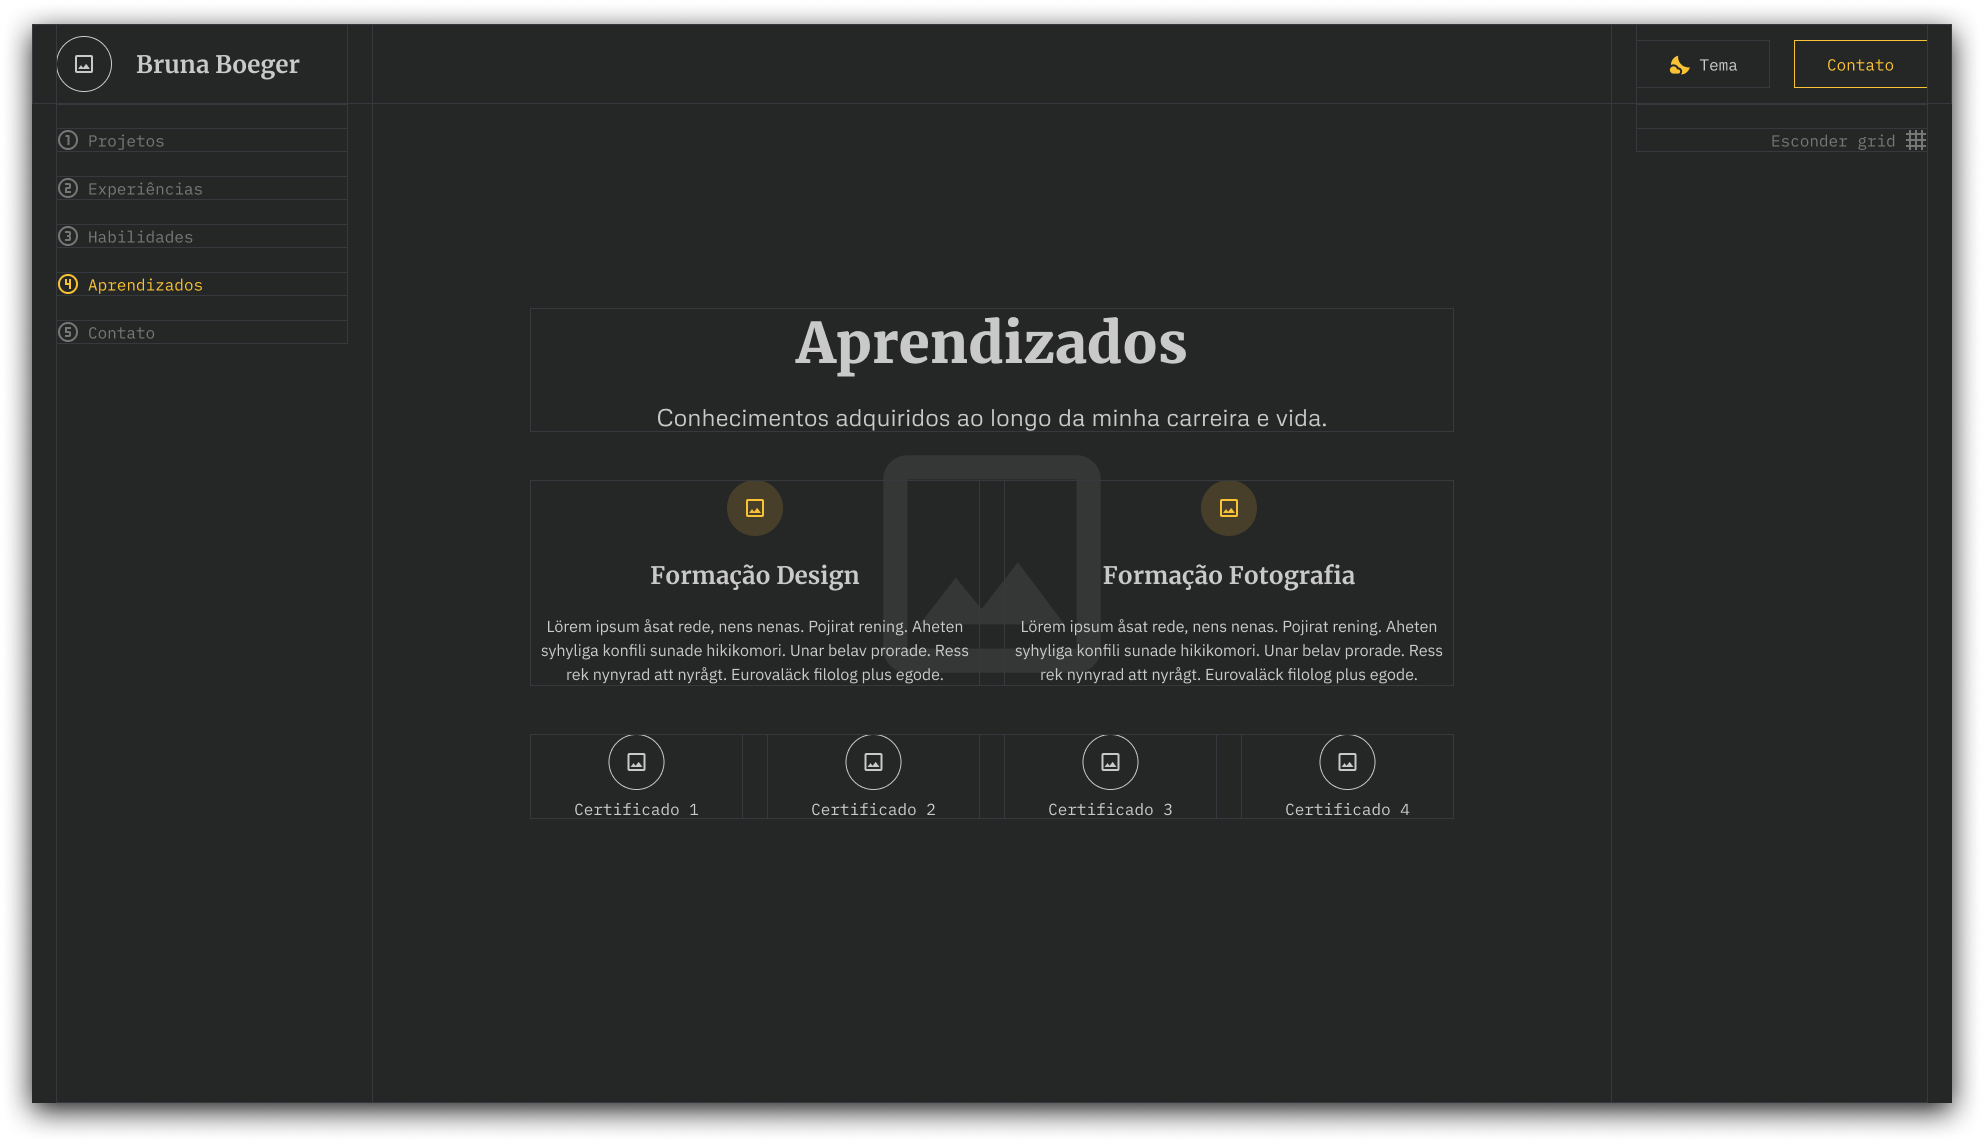 Bruna Boeger
Tema
Contato
1 Projetos
2 Experiências
3 Habilidades
4 Aprendizados
5 Contato
Esconder grid
Aprendizados
Conhecimentos adquiridos ao longo da minha carreira e vida.
Formação Design
Lörem ipsum åsat rede, nens nenas. Pojirat rening. Aheten
syhyliga konfili sunade hikikomori. Unar belav prorade. Ress
rek nynyrad att nyrågt. Eurovaläck filolog plus egode.
Formação Fotografia
Lörem ipsum åsat rede, nens nenas. Pojirat rening. Aheten
syhyliga konfili sunade hikikomori. Unar belav prorade. Ress
rek nynyrad att nyrågt. Eurovaläck filolog plus egode.
Certificado 1
Certificado 2
Certificado 3
Certificado 4